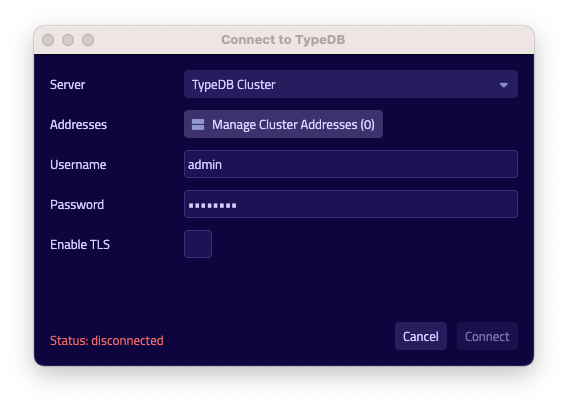 Connect to TypeDB
Server
TypeDB Cluster
Addresses
Manage Cluster Addresses (0)
Username
admin
Password
••••••••
Enable TLS
Status: disconnected
Cancel
Connect